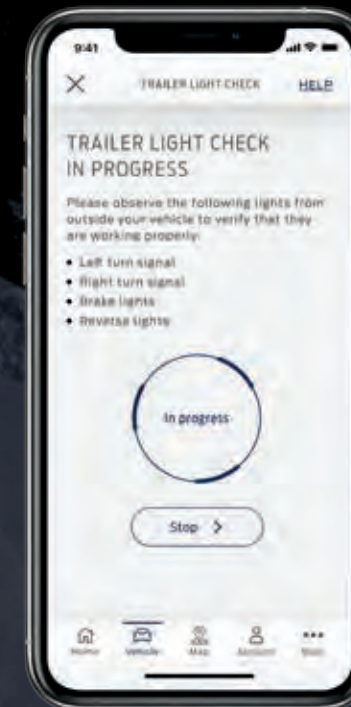 9:41
TRAILER LIGHT CHECK HELP
TRAILER LIGHT CHECK
IN PROGRESS
Please observe the following lights from
outside your vehicle to verify that they
are working properly:
• Left turn signal
• Right turn signal
• Brake lights
• Reverse lights
In progress
Stop >
Home Vehicle Map Account More